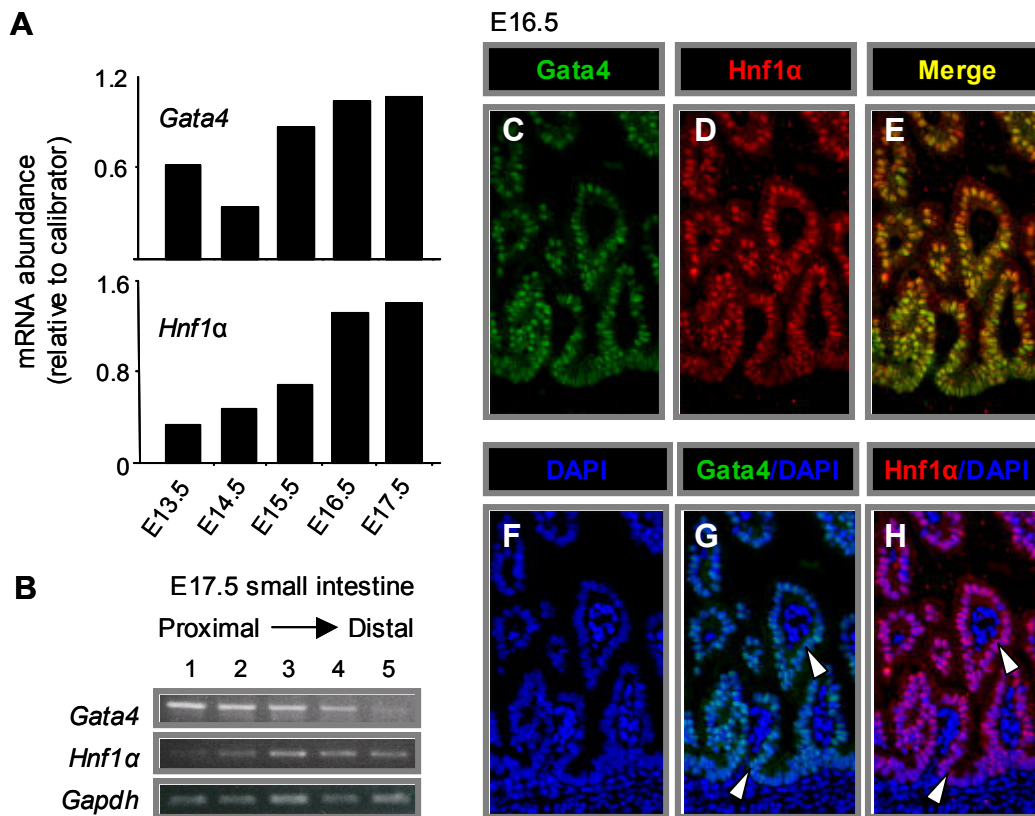 A
mRNA abundance
(relative to calibrator)
1.2
0.6
Gata4
1.6
0.8
0
Hnf1α
E13.5
E14.5
E15.5
E16.5
E17.5
B
E17.5 small intestine
Proximal Distal
1 2 3 4 5
Gata4
Hnf1α
Gapdh
E16.5
Gata4 Hnf1α Merge
C D E
DAPI Gata4/DAPI Hnf1α/DAPI
F G H